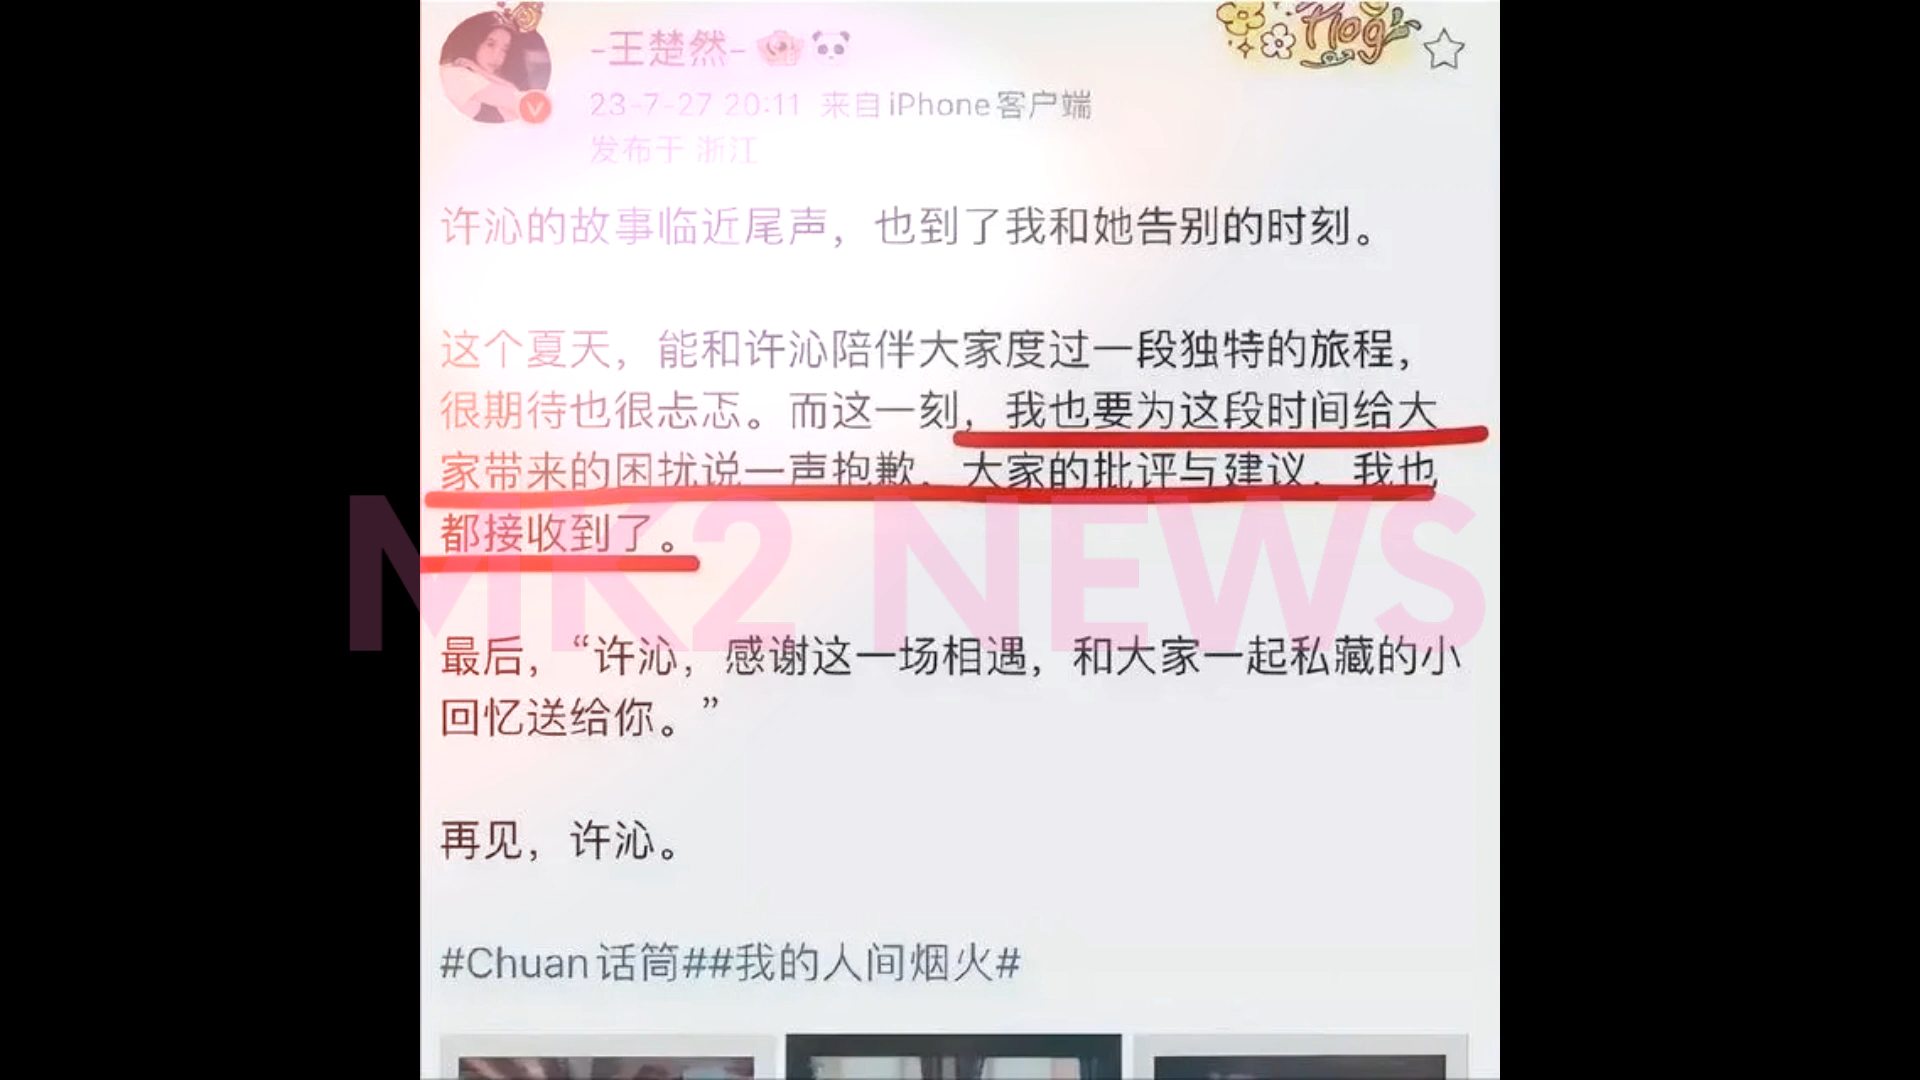 -王楚然-
Plog
23-7-27 20:11 来自iPhone客户端
发布于 浙江
许沁的故事临近尾声，也到了我和她告别的时刻。
这个夏天，能和许沁陪伴大家度过一段独特的旅程，
很期待也很忐忑。而这一刻，我也要为这段时间给大
家带来的困扰说一声抱歉，大家的批评与建议，我也
都接收到了。
MK2 NEWS
最后，“许沁，感谢这一场相遇，和大家一起私藏的小
回忆送给你。”
再见，许沁。
#Chuan话筒##我的人间烟火#